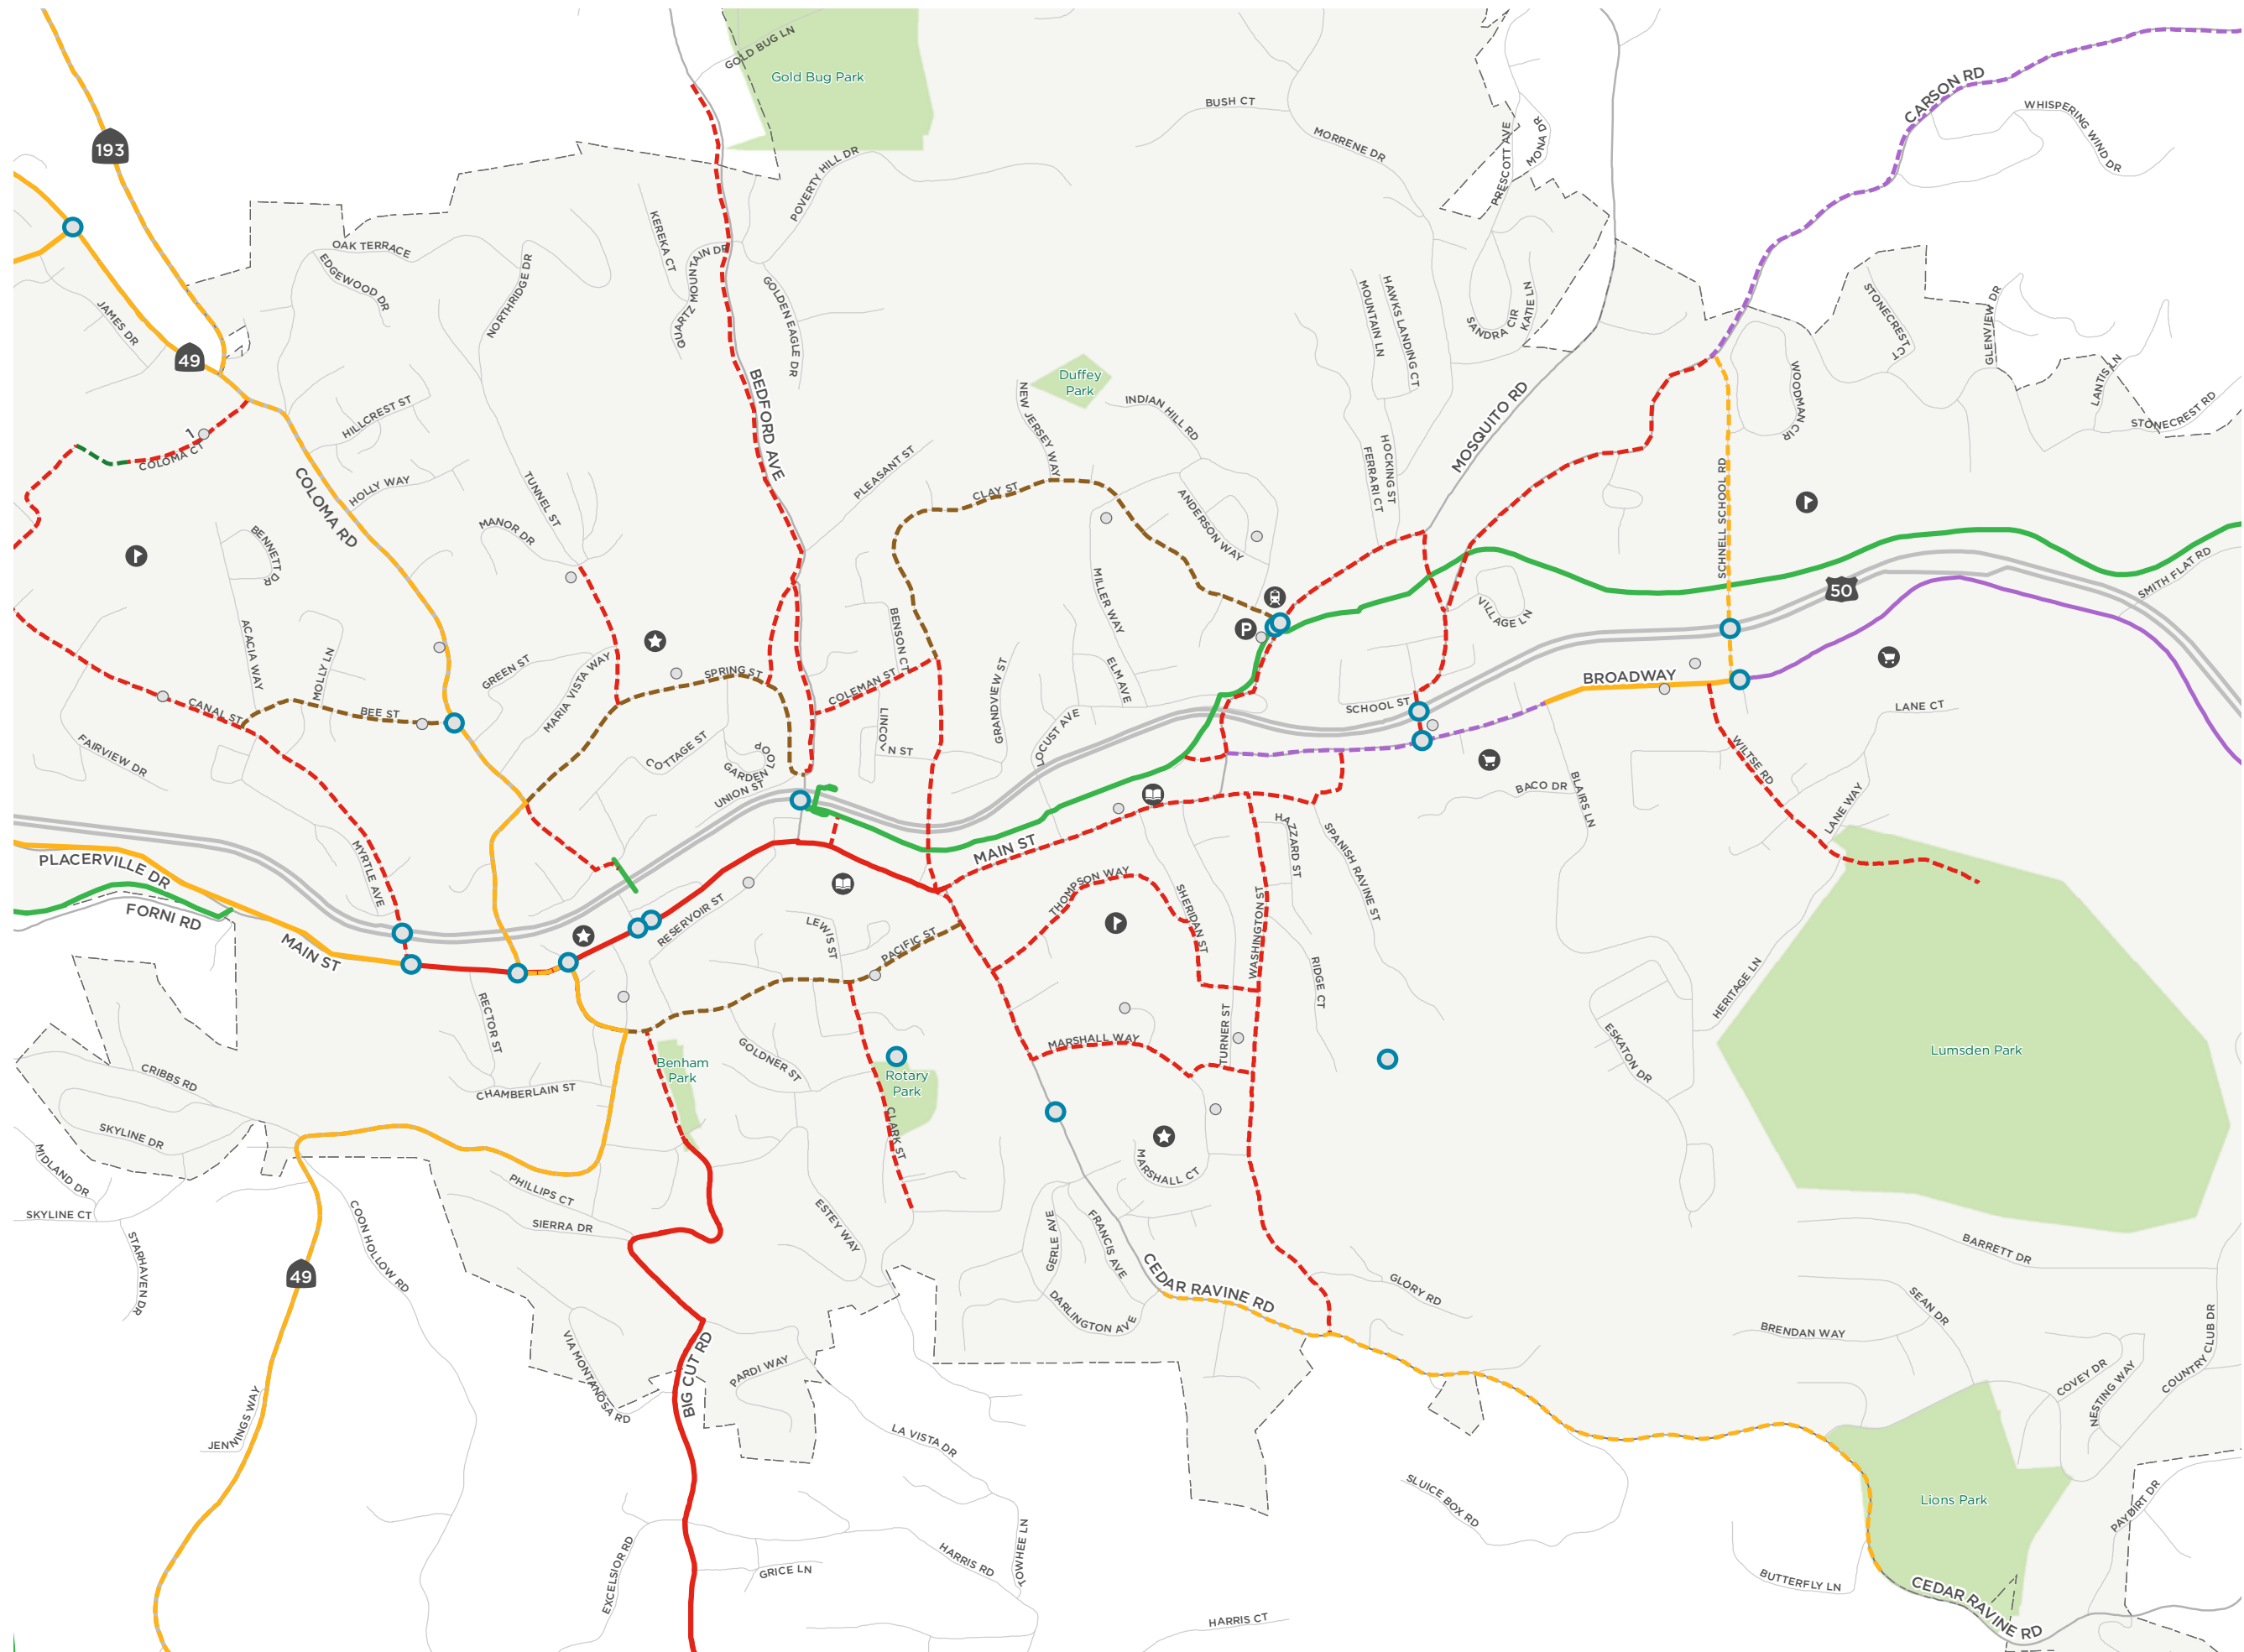 GOLD BUG LN
Gold Bug Park
CARSON RD
WHISPERING WIND DR
BUSH CT
MORRENE DR
PRESCOTT AVE
MONA DR
193
POVERTY HILL DR
KEREKA CT
OAK TERRACE
EDGEWOOD DR
NORTHRIDGE DR
QUARTZ MOUNTAIN DR
GOLDEN EAGLE DR
MOUNTAIN LN
HAWKS LANDING CT
SANDRA CIR
KATIE LN
STONECREST CT
GLENVIEW DR
JAMES DR
49
BEDFORD AVE
Duffey
Park
NEW JERSEY WAY
INDIAN HILL RD
MOSQUITO RD
WOODMAN CIR
LANTIS LN
STONECREST RD
HILLCREST ST
1
COLOMA CT
COLOMA RD
HOLLY WAY
TUNNEL ST
MANOR DR
PLEASANT ST
CLAY ST
ANDERSON WAY
HOCKING ST
FERRARI CT
SCHNELL SCHOOL RD
BENNETT DR
50
SMITH FLAT RD
MILLER WAY
VILLAGE LN
P
ACACIA WAY
MOLLY LN
GREEN ST
MARIA VISTA WAY
SPRING ST
BENSON CT
COLEMAN ST
GRANDVIEW ST
ELM AVE
BROADWAY
CANAL ST
BEE ST
SCHOOL ST
LANE CT
FAIRVIEW DR
COTTAGE ST
GARDEN LOOP
LINCOLN ST
LOCUST AVE
WILTSE RD
UNION ST
BACO DR
BLAIRS LN
LANE WAY
PLACERVILLE DR
MYRTLE AVE
MAIN ST
HAZZARD ST
SPANISH RAVINE ST
FORNI RD
THOMPSON WAY
SHERIDAN ST
WASHINGTON ST
RESERVOIR ST
LEWIS ST
PACIFIC ST
MAIN ST
RIDGE CT
HERITAGE LN
RECTOR ST
TURNER ST
MARSHALL WAY
ESKATON DR
Lumsden Park
GOLDNER ST
Benham
Park
Rotary
Park
CRIBBS RD
CHAMBERLAIN ST
CLARK ST
SKYLINE DR
MIDLAND DR
MARSHALL CT
PHILLIPS CT
SKYLINE CT
SIERRA DR
ESTEY WAY
COON HOLLOW RD
STARHAVEN DR
GERLE AVE
FRANCIS AVE
BARRETT DR
49
CEDAR RAVINE RD
GLORY RD
DARLINGTON AVE
SEAN DR
BRENDAN WAY
COUNTRY CLUB DR
VIA MONTANOSA RD
BIG CUT RD
PARDI WAY
COVEY DR
NESTING WAY
JENNINGS WAY
LA VISTA DR
SLUICE BOX RD
Lions Park
PAYDIRT DR
EXCELSIOR RD
GRICE LN
HARRIS RD
TOWHEE LN
BUTTERFLY LN
CEDAR RAVINE RD
HARRIS CT